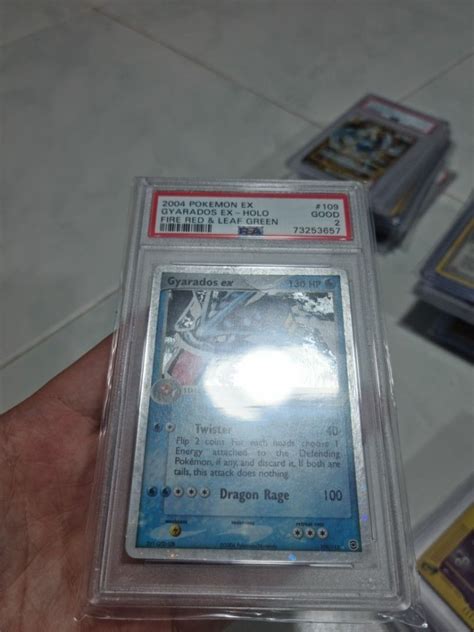 2004 POKEMON EX #109
GYARADOS EX - HOLO GOOD
FIRE RED & LEAF GREEN PSA 2
73253657
Gyarados ex 130 HP
Twister 40
Flip 2 coins. For each heads, choose 1
Energy attached to the Defending
Pokémon, if any, and discard it. If both are
tails, this attack does nothing.
Dragon Rage 100